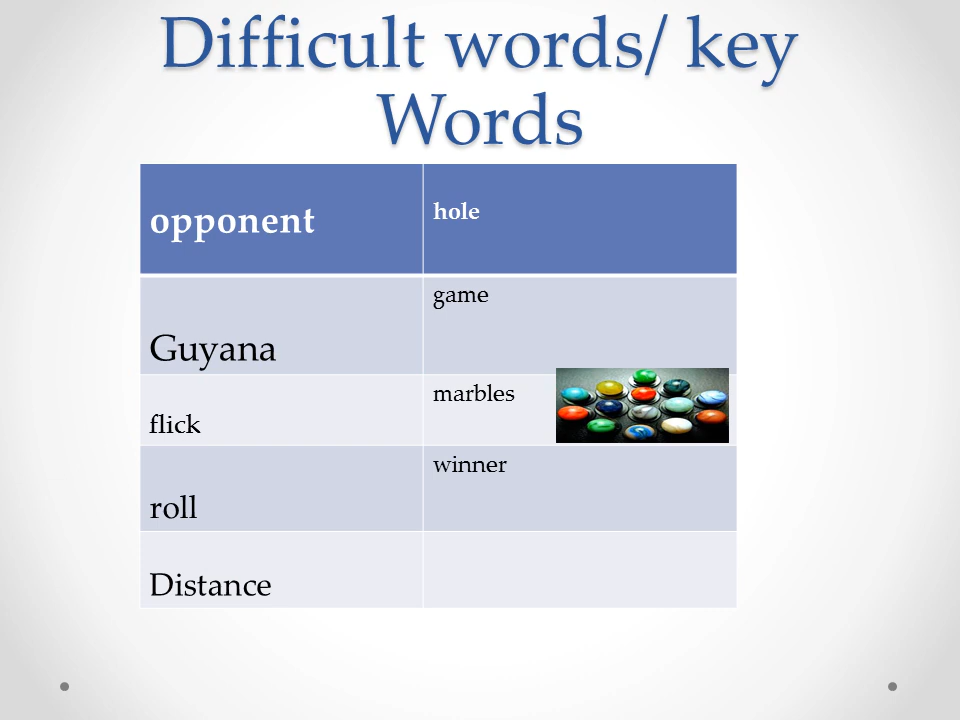 Difficult words/ key
Words
opponent
hole
Guyana
game
flick
marbles
roll
winner
Distance